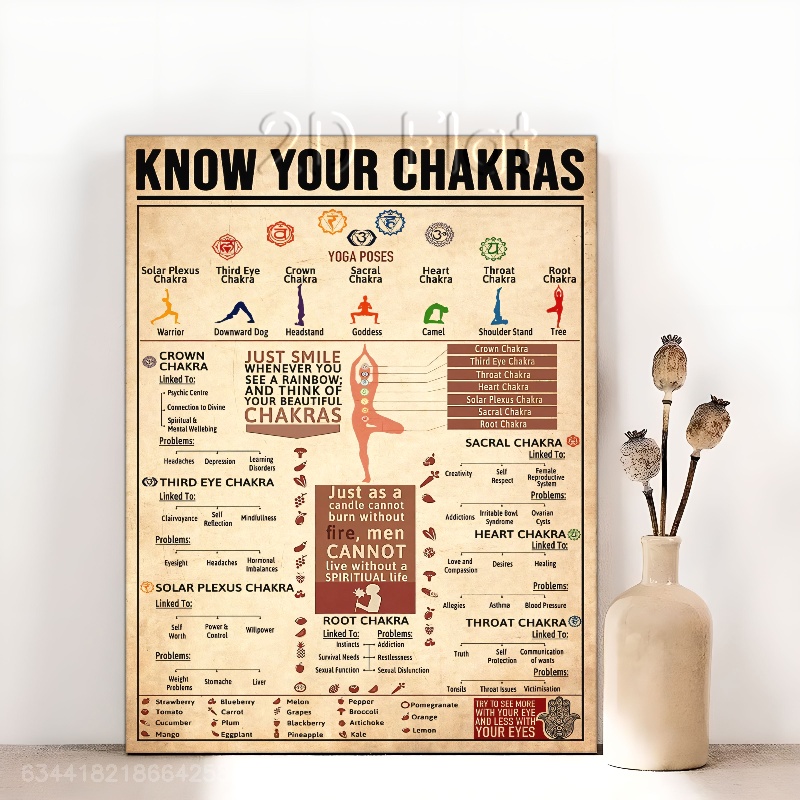 2D Flat
KNOW YOUR CHAKRAS
YOGA POSES
Solar Plexus Chakra
Third Eye Chakra
Crown Chakra
Sacral Chakra
Heart Chakra
Throat Chakra
Root Chakra
Warrior
Downward Dog
Headstand
Goddess
Camel
Shoulder Stand
Tree
CROWN
CHAKRA
Linked To:
Psychic Centre
Connection to Divine
Spiritual &
Mental Wellebing
Problems:
Headaches
Depression
Learning
Disorders
THIRD EYE CHAKRA
Linked To:
Clairvoyance
Self
Reflection
Mindfullness
Problems:
Eyesight
Headaches
Hormonal
Imbalances
SOLAR PLEXUS CHAKRA
Linked To:
Self
Worth
Power &
Control
Willpower
Problems:
Weight
Problems
Stomache
Liver
JUST SMILE
WHENEVER YOU
SEE A RAINBOW;
AND THINK OF
YOUR BEAUTIFUL
CHAKRAS
Crown Chakra
Third Eye Chakra
Throat Chakra
Heart Chakra
Solar Plexus Chakra
Sacral Chakra
Root Chakra
Just as a
candle cannot
burn without
fire, men
CANNOT
live without a
SPIRITUAL life
ROOT CHAKRA
Linked To: Problems:
Instincts Addiction
Survival Needs Restlessness
Sexual Function Sexual Disfunction
SACRAL CHAKRA
Linked To:
Creativity
Self
Respect
Female
Reproductive
System
Problems:
Addictions
Irritable Bowl
Syndrome
Ovarian
Cysts
HEART CHAKRA
Linked To:
Love and
Compassion
Desires
Healing
Problems:
Allegies
Asthma
Blood Pressure
THROAT CHAKRA
Linked To:
Truth
Self
Protection
Communication
of wants
Problems:
Tonsils
Throat Issues
Victimisation
Strawberry Blueberry Melon Pepper Pomegranate
Tomato Carrot Grapes Broccoli Orange
Cucumber Plum Blackberry Artichoke Lemon
Mango Eggplant Pineapple Kale
TRY TO SEE MORE
WITH YOUR EYE
AND LESS WITH
YOUR EYES